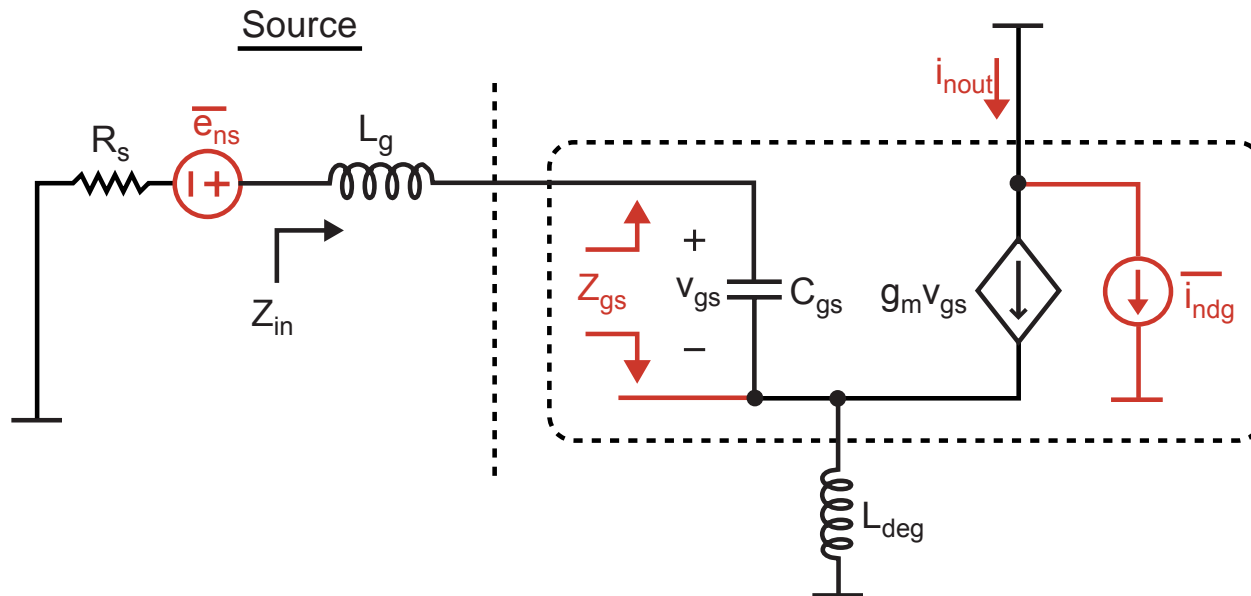 Source
e_ns
R_s
L_g
Z_in
Z_gs
+
v_gs
−
C_gs
g_m v_gs
i_nout
i_ndg
L_deg